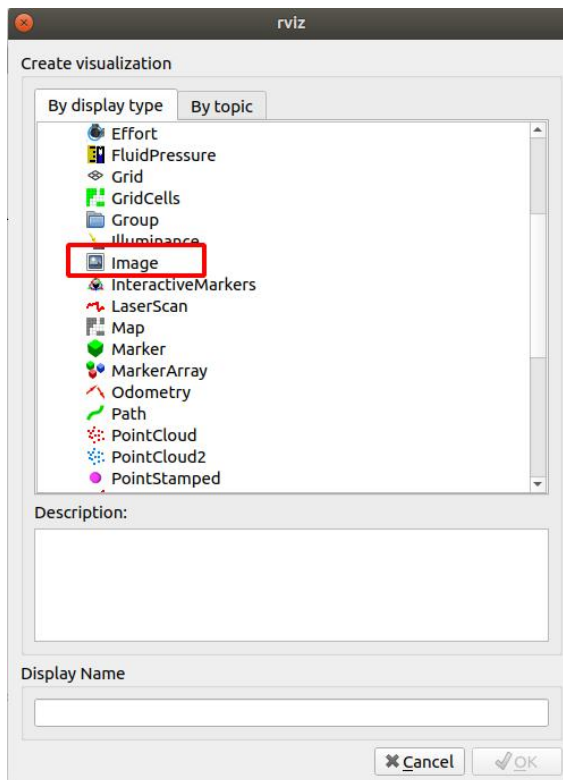 rviz
Create visualization
By display type By topic
Effort
FluidPressure
Grid
GridCells
Group
Illuminance
Image
InteractiveMarkers
LaserScan
Map
Marker
MarkerArray
Odometry
Path
PointCloud
PointCloud2
PointStamped
Description:
Display Name
Cancel OK